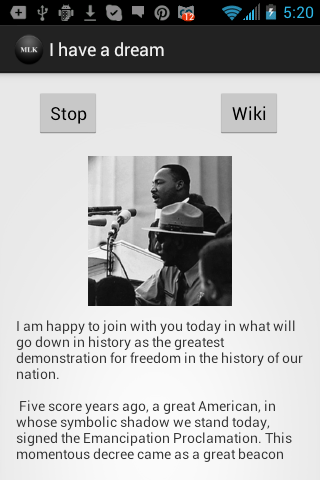 5:20
12
MLK
I have a dream
Stop
Wiki
I am happy to join with you today in what will
go down in history as the greatest
demonstration for freedom in the history of our
nation.
Five score years ago, a great American, in
whose symbolic shadow we stand today,
signed the Emancipation Proclamation. This
momentous decree came as a great beacon